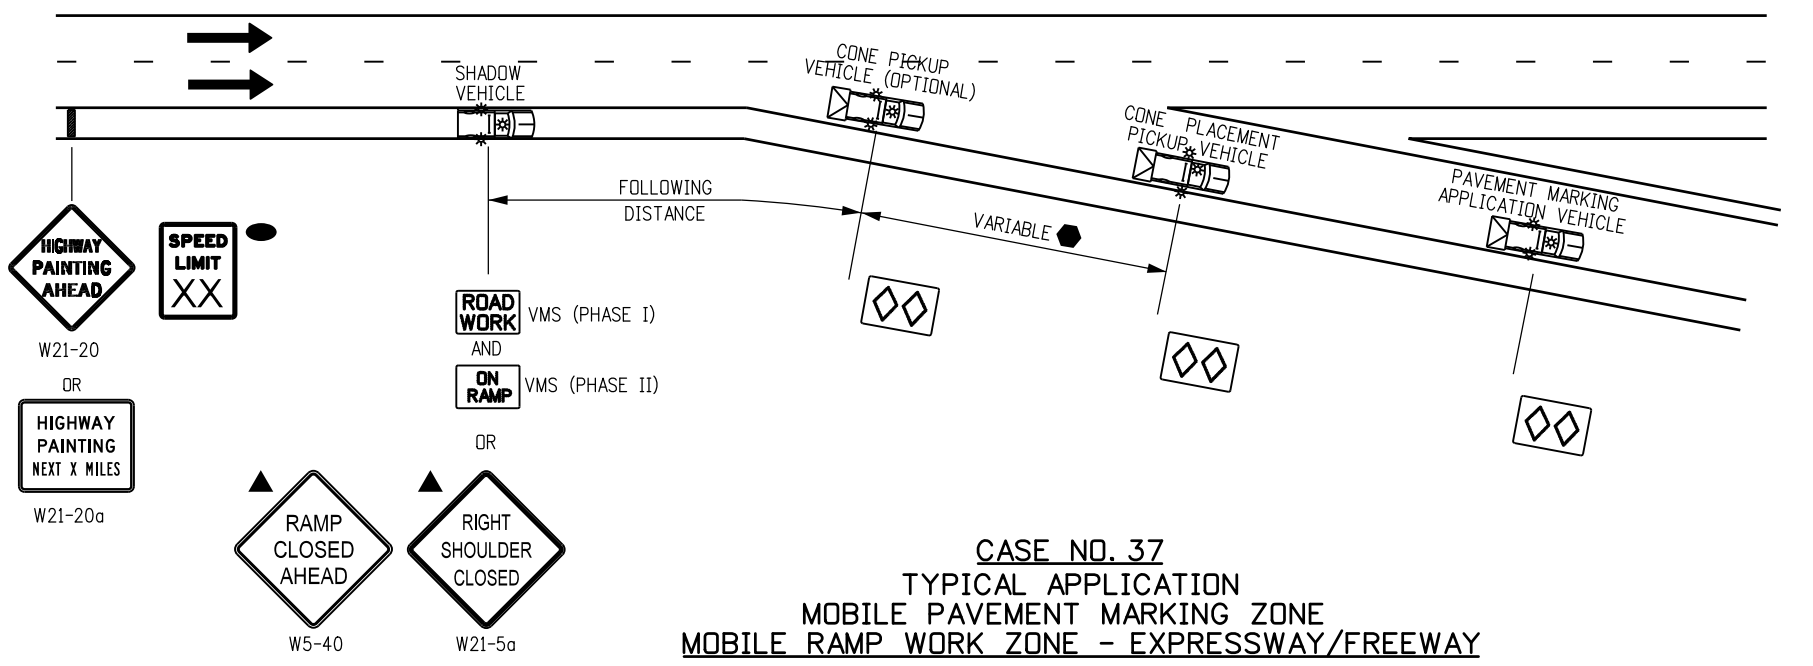 SHADOW
VEHICLE
CONE PICKUP
VEHICLE (OPTIONAL)
CONE PLACEMENT
PICKUP VEHICLE
PAVEMENT MARKING
APPLICATION VEHICLE
FOLLOWING
DISTANCE
VARIABLE
HIGHWAY
PAINTING
AHEAD
W21-20
OR
HIGHWAY
PAINTING
NEXT X MILES
W21-20a
SPEED
LIMIT
XX
ROAD
WORK
VMS (PHASE I)
AND
ON
RAMP
VMS (PHASE II)
OR
RAMP
CLOSED
AHEAD
W5-40
RIGHT
SHOULDER
CLOSED
W21-5a
CASE NO. 37
TYPICAL APPLICATION
MOBILE PAVEMENT MARKING ZONE
MOBILE RAMP WORK ZONE - EXPRESSWAY/FREEWAY